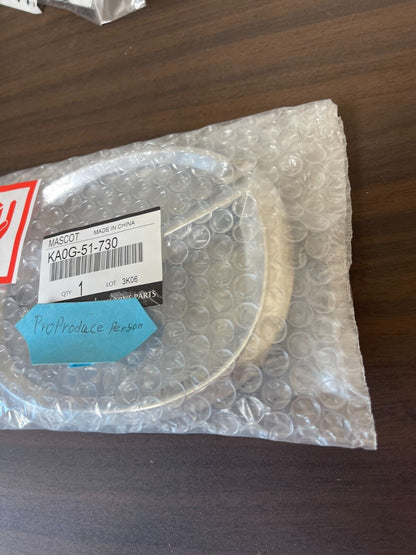 MASCOT MADE IN CHINA
KA0G-51-730
QTY 1 LOT 3K06
PARTS
ProProduce Person